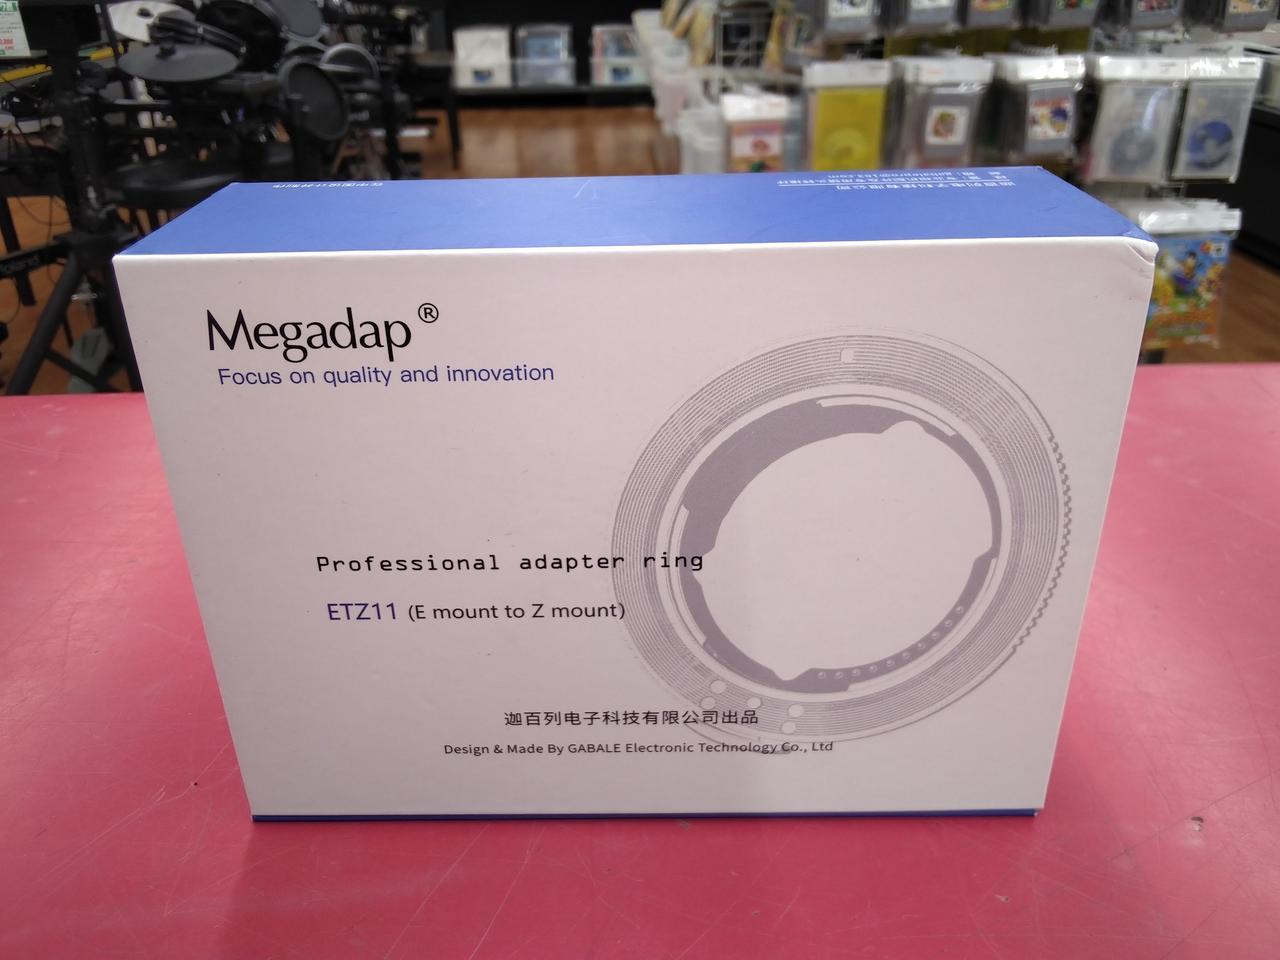 Megadap®
Focus on quality and innovation
Professional adapter ring
ETZ11 (E mount to Z mount)
迦百列电子科技有限公司出品
Design & Made By GABALE Electronic Technology Co., Ltd